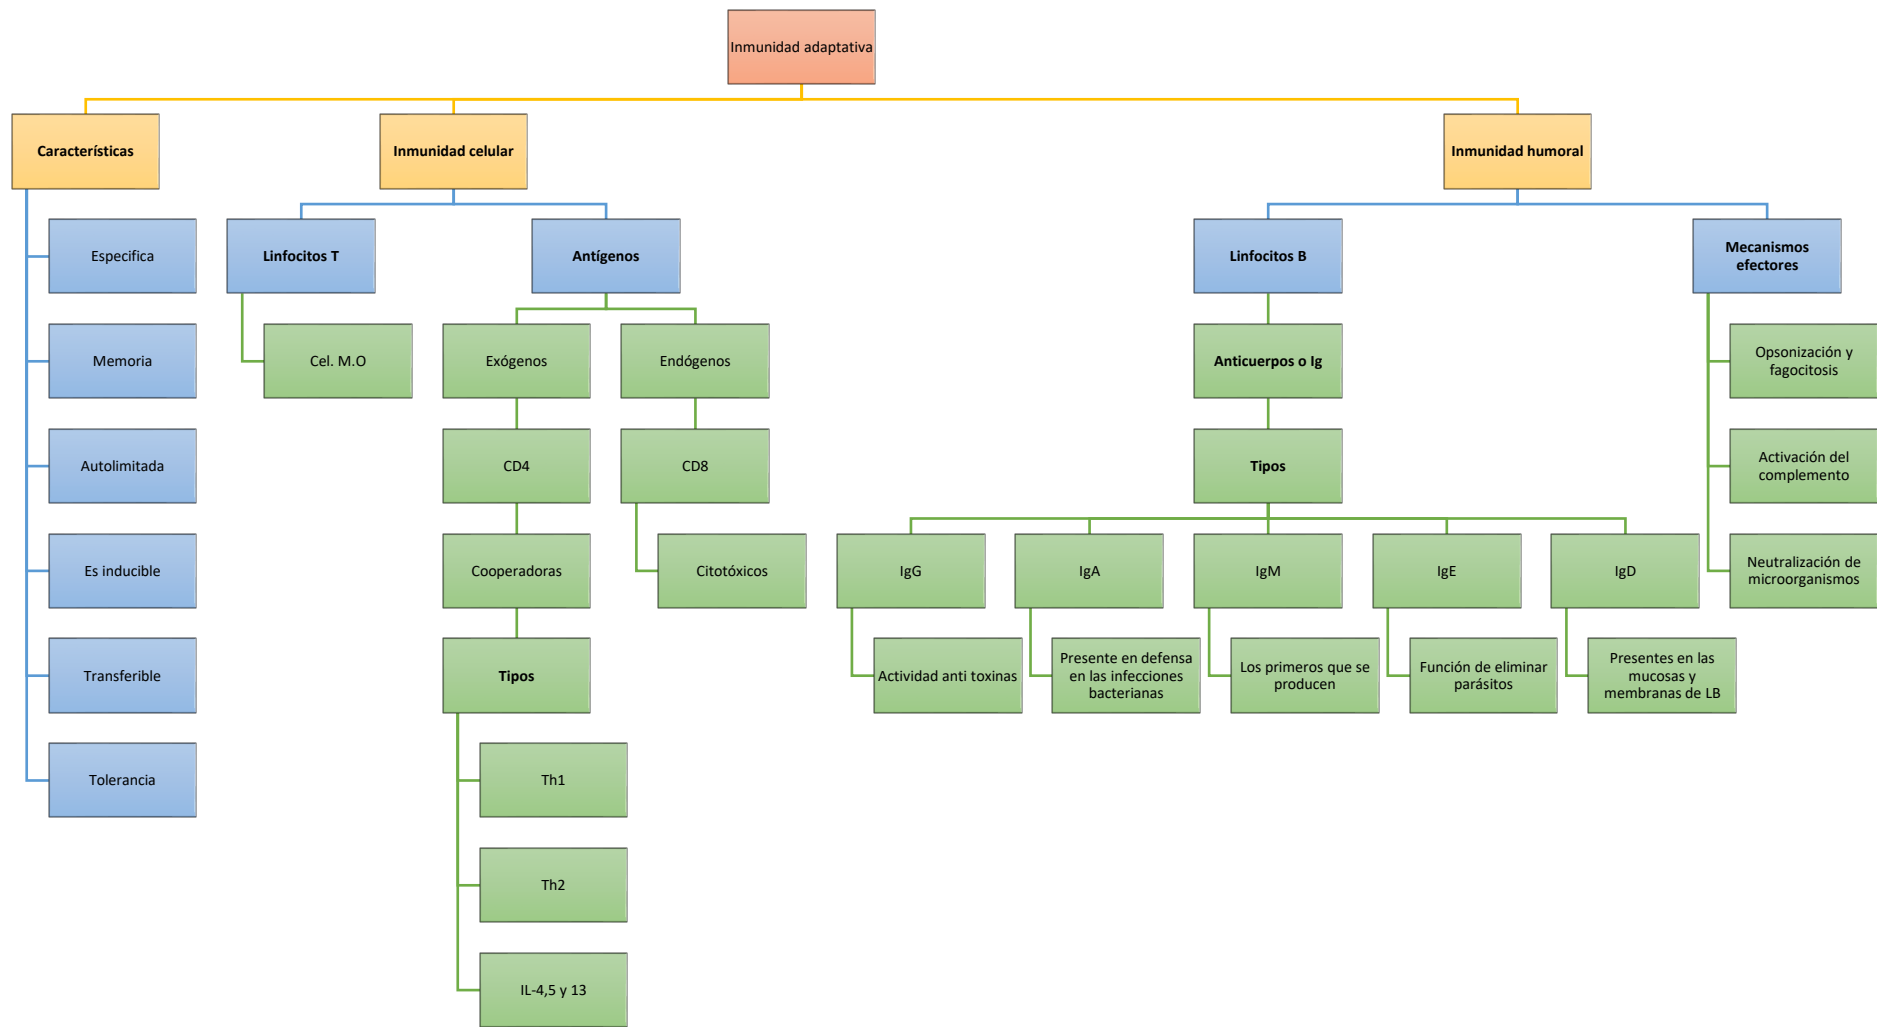 Inmunidad adaptativa
Características
Inmunidad celular
Inmunidad humoral
Especifica
Memoria
Autolimitada
Es inducible
Transferible
Tolerancia
Linfocitos T
Cel. M.O
Antígenos
Exógenos
CD4
Cooperadoras
Tipos
Th1
Th2
IL-4,5 y 13
Endógenos
CD8
Citotóxicos
Linfocitos B
Anticuerpos o Ig
Tipos
IgG
Actividad anti toxinas
IgA
Presente en defensa
en las infecciones
bacterianas
IgM
Los primeros que se
producen
IgE
Función de eliminar
parásitos
IgD
Presentes en las
mucosas y
membranas de LB
Mecanismos
efectores
Opsonización y
fagocitosis
Activación del
complemento
Neutralización de
microorganismos